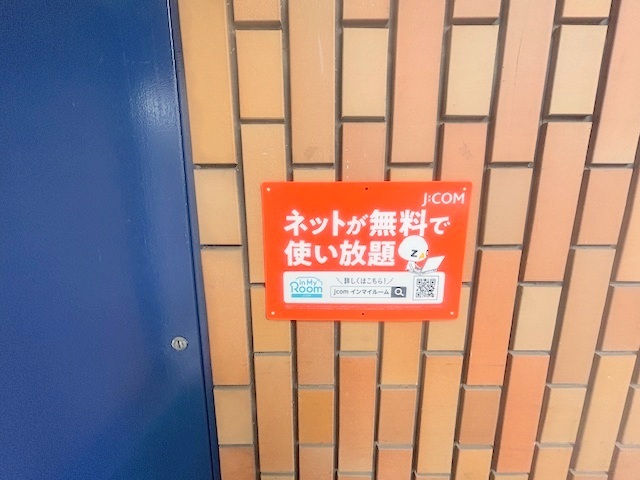 J:COM
ネットが無料で
使い放題
In My
Room
＼詳しくはこちら!／
jcom インマイルーム